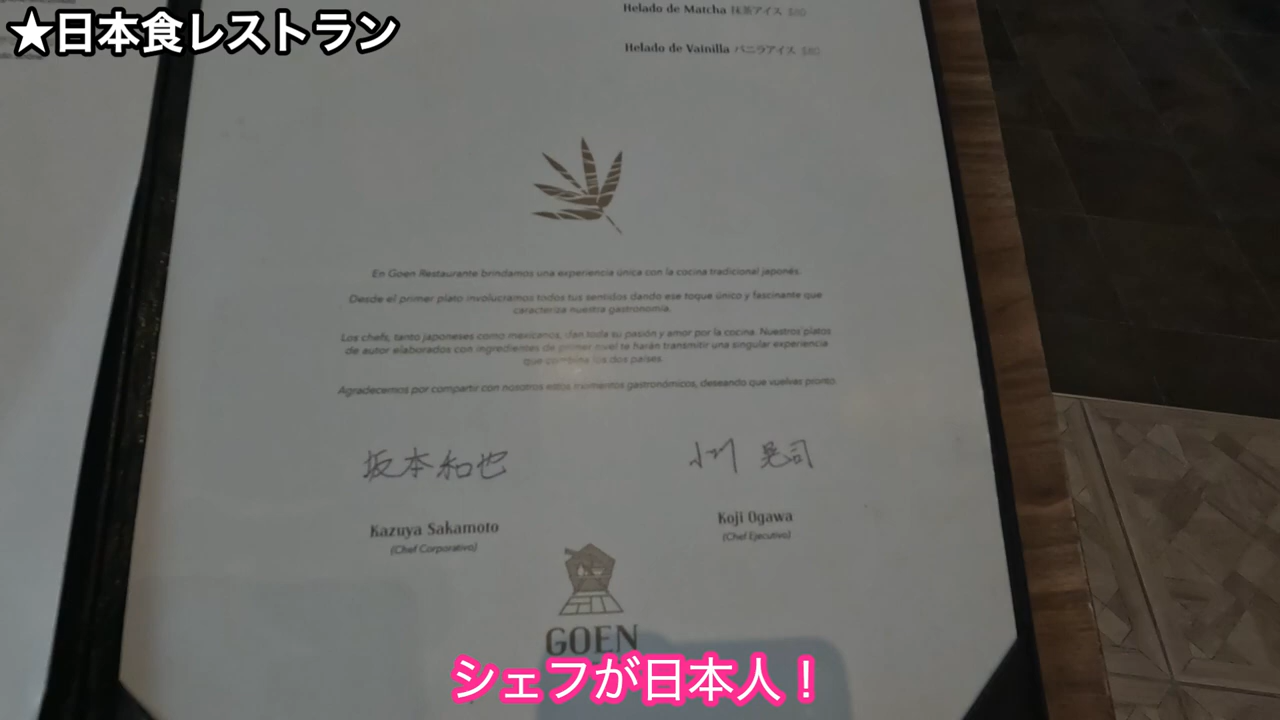 ★日本食レストラン
Helado de Matcha 抹茶アイス $80
Helado de Vainilla バニラアイス $80
En Goen Restaurante brindamos una experiencia única con la cocina tradicional japonés.
Desde el primer plato involucramos todos tus sentidos dando ese toque único y fascinante que
caracteriza nuestra gastronomía.
Los chefs, tanto japoneses como mexicanos, dan toda su pasión y amor por la cocina. Nuestros platos
de autor elaborados con ingredientes de primer nivel te harán transmitir una singular experiencia
que combina los dos países.
Agradecemos por compartir con nosotros estos momentos gastronómicos, deseando que vuelvas pronto.
坂本和也
小川 晃司
Kazuya Sakamoto
(Chef Corporativo)
Koji Ogawa
(Chef Ejecutivo)
GOEN
シェフが日本人！